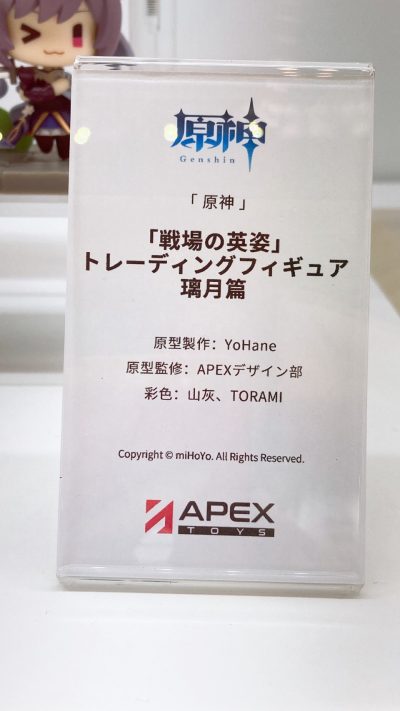 原神
Genshin
「 原神 」
「戦場の英姿」
トレーディングフィギュア
璃月篇
原型製作：YoHane
原型監修：APEXデザイン部
彩色：山灰、TORAMI
Copyright © miHoYo. All Rights Reserved.
APEX
TOYS